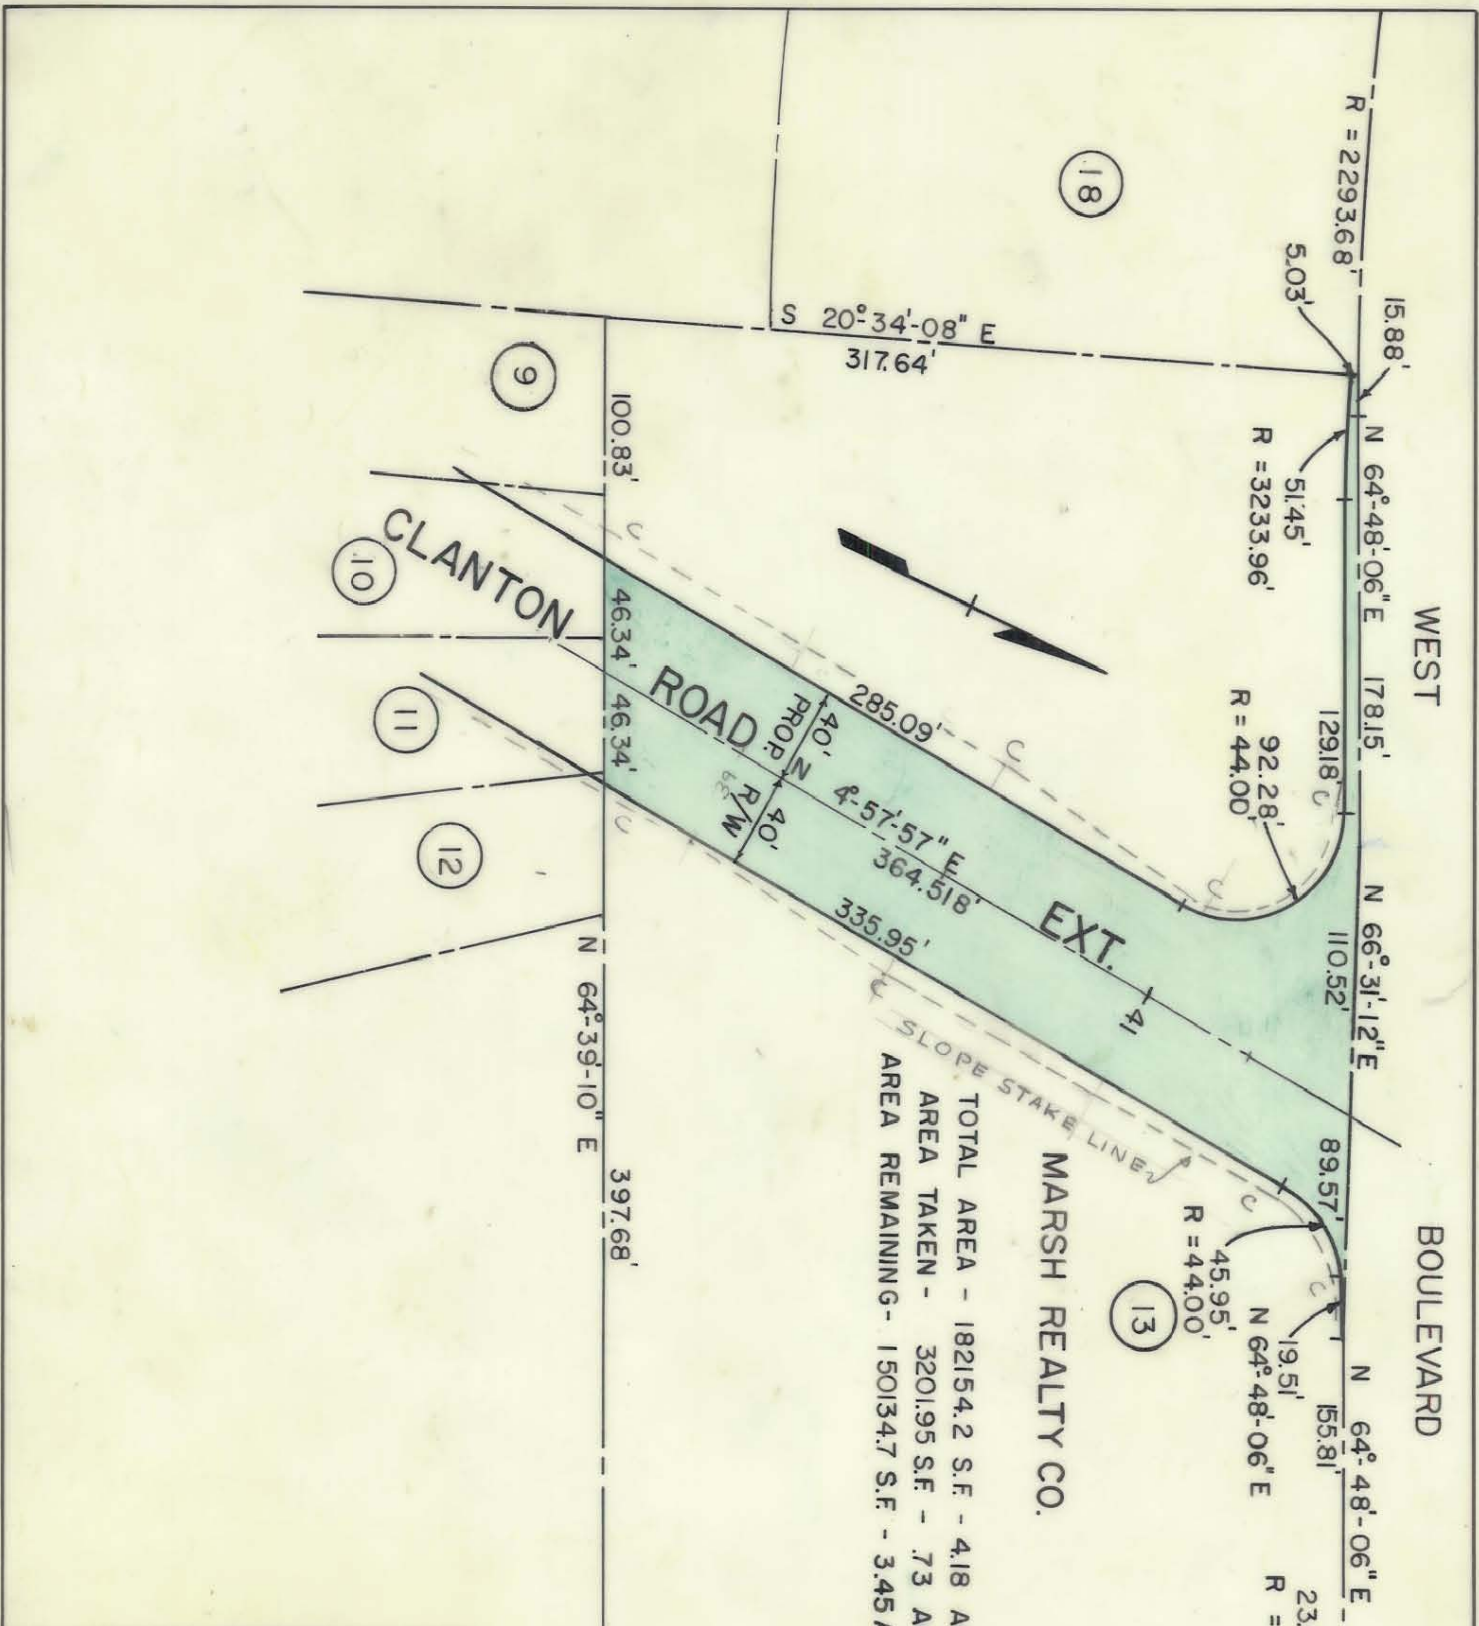 WEST BOULEVARD
R = 2293.68'
15.88'
5.03'
N 64°-48'-06" E 178.15'
51.45'
R = 3233.96'
129.18'
92.28'
R = 44.00'
N 66°-31'-12" E
110.52'
89.57'
N 64°-48'-06" E
155.81'
19.51'
N 64°-48'-06" E
45.95'
R = 44.00'
23.
R =
18
S 20°-34'-08" E
317.64'
13
MARSH REALTY CO.
TOTAL AREA - 182154.2 S.F. - 4.18 A
AREA TAKEN - 3201.95 S.F. - .73 A
AREA REMAINING - 150134.7 S.F. - 3.45 A
SLOPE STAKE LINE
C
C
C
C
C
C
C
C
CLANTON ROAD EXT.
285.09'
40'
PROP.
R/W
40'
N 4°-57'-57" E
364.518'
335.95'
4
9
10
11
12
100.83'
46.34'
46.34'
N 64°-39'-10" E
397.68'